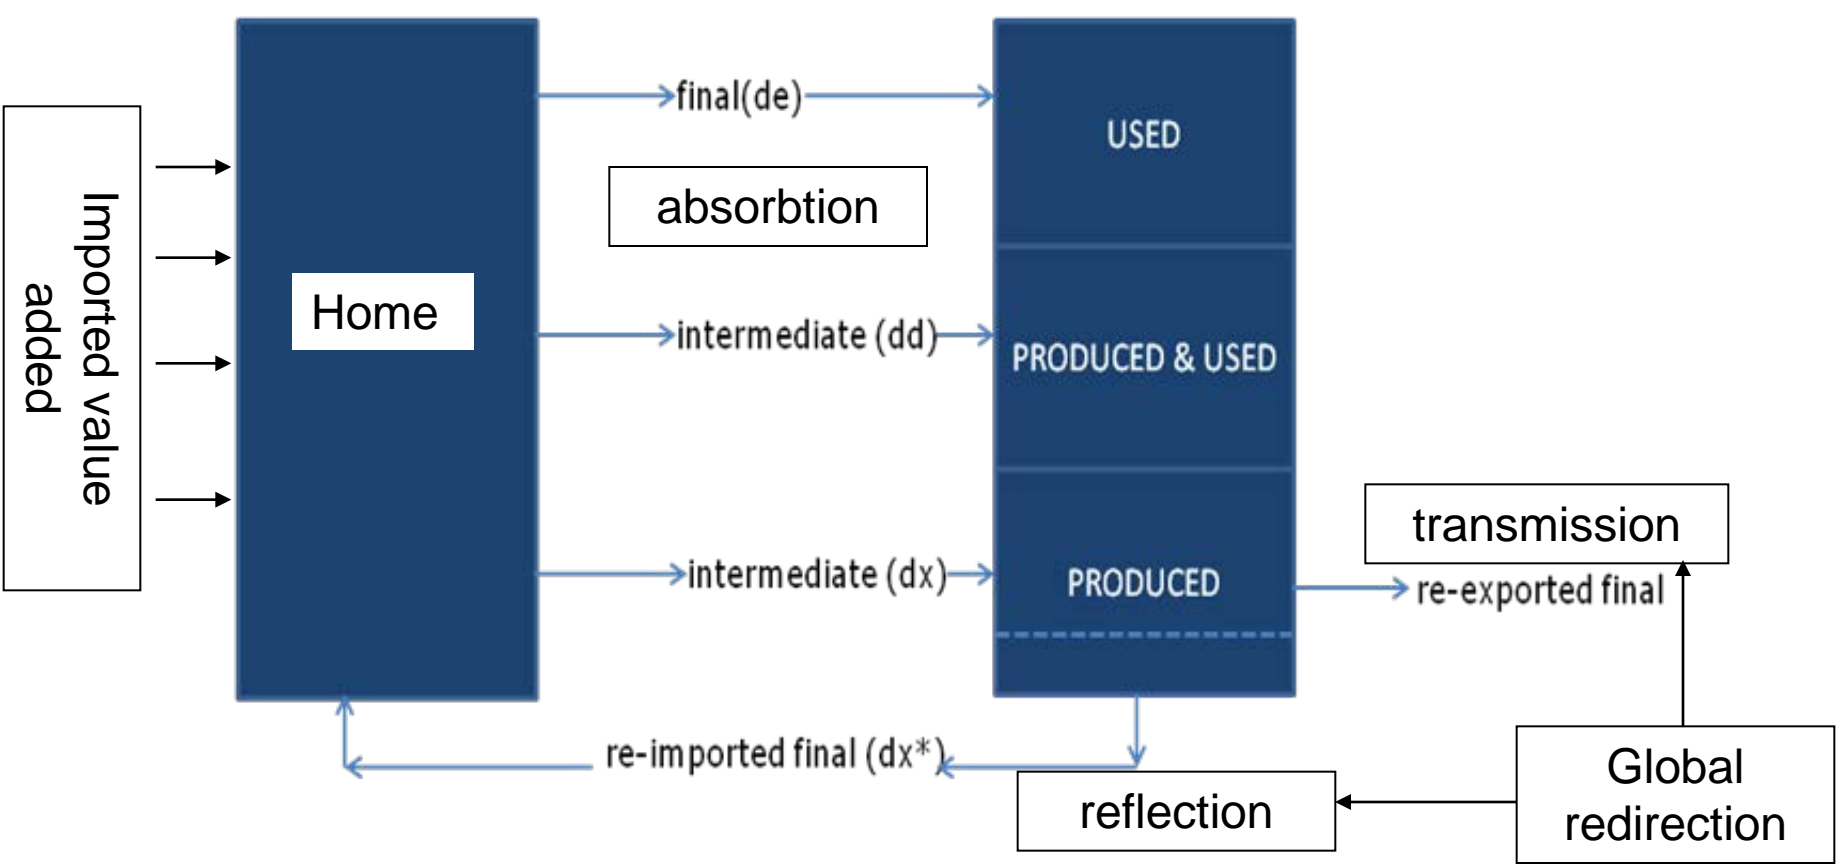 Imported value
added
Home
final(de)
absorbtion
intermediate (dd)
intermediate (dx)
re-imported final (dx*)
USED
PRODUCED & USED
PRODUCED
transmission
re-exported final
reflection
Global
redirection